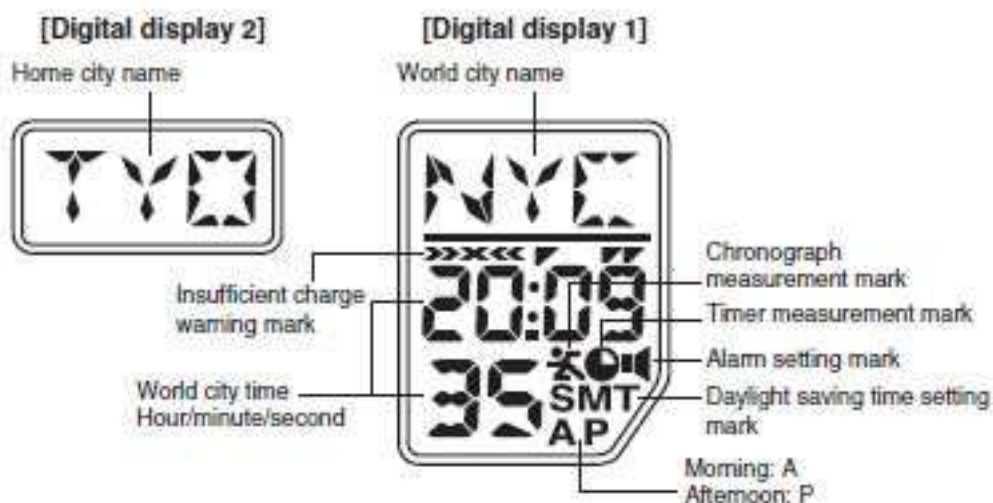 [Digital display 2]
Home city name
TYO
[Digital display 1]
World city name
NYC
20:09
35
SMT
A P
Insufficient charge
warning mark
World city time
Hour/minute/second
Chronograph
measurement mark
Timer measurement mark
Alarm setting mark
Daylight saving time setting
mark
Morning: A
Afternoon: P